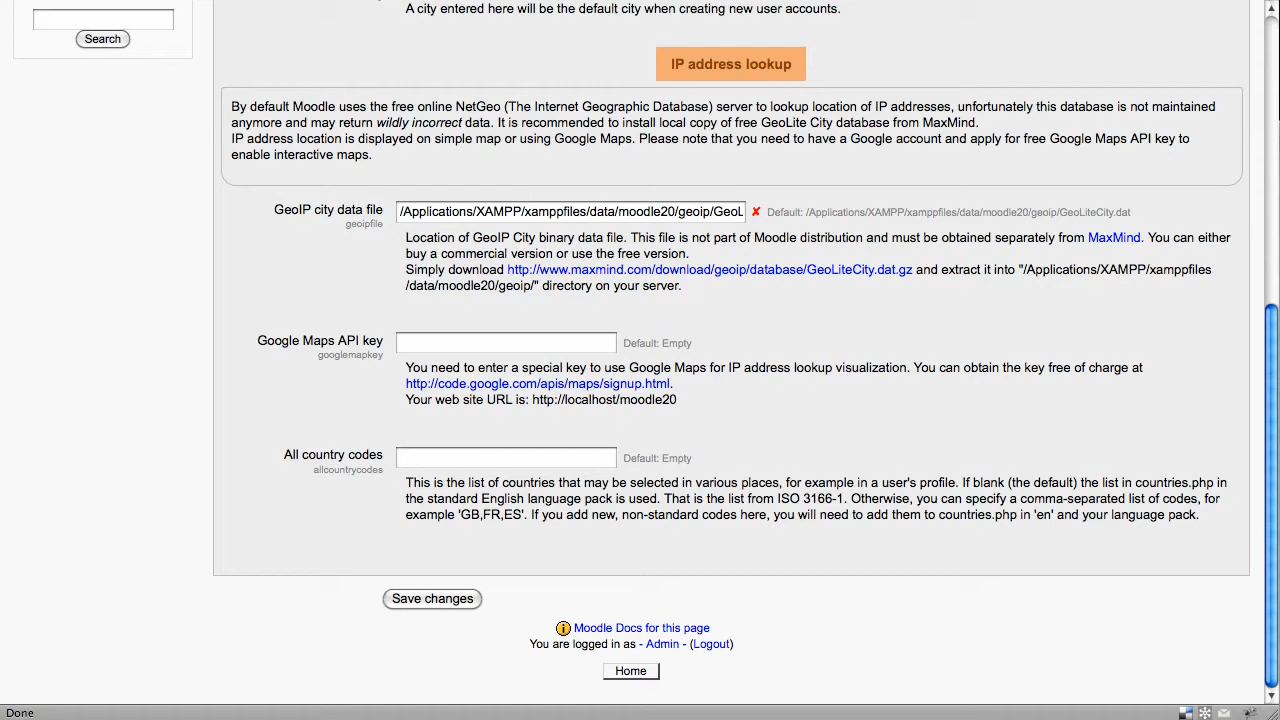 A city entered here will be the default city when creating new user accounts.
Search
IP address lookup
By default Moodle uses the free online NetGeo (The Internet Geographic Database) server to lookup location of IP addresses, unfortunately this database is not maintained
anymore and may return wildly incorrect data. It is recommended to install local copy of free GeoLite City database from MaxMind.
IP address location is displayed on simple map or using Google Maps. Please note that you need to have a Google account and apply for free Google Maps API key to
enable interactive maps.
GeoIP city data file /Applications/XAMPP/xamppfiles/data/moodle20/geoip/GeoL ✘ Default: /Applications/XAMPP/xamppfiles/data/moodle20/geoip/GeoLiteCity.dat
geoipfile
Location of GeoIP City binary data file. This file is not part of Moodle distribution and must be obtained separately from MaxMind. You can either
buy a commercial version or use the free version.
Simply download http://www.maxmind.com/download/geoip/database/GeoLiteCity.dat.gz and extract it into "/Applications/XAMPP/xamppfiles
/data/moodle20/geoip/" directory on your server.
Google Maps API key Default: Empty
googlemapkey
You need to enter a special key to use Google Maps for IP address lookup visualization. You can obtain the key free of charge at
http://code.google.com/apis/maps/signup.html.
Your web site URL is: http://localhost/moodle20
All country codes Default: Empty
allcountrycodes
This is the list of countries that may be selected in various places, for example in a user's profile. If blank (the default) the list in countries.php in
the standard English language pack is used. That is the list from ISO 3166-1. Otherwise, you can specify a comma-separated list of codes, for
example 'GB,FR,ES'. If you add new, non-standard codes here, you will need to add them to countries.php in 'en' and your language pack.
Save changes
Moodle Docs for this page
You are logged in as - Admin - (Logout)
Home
Done